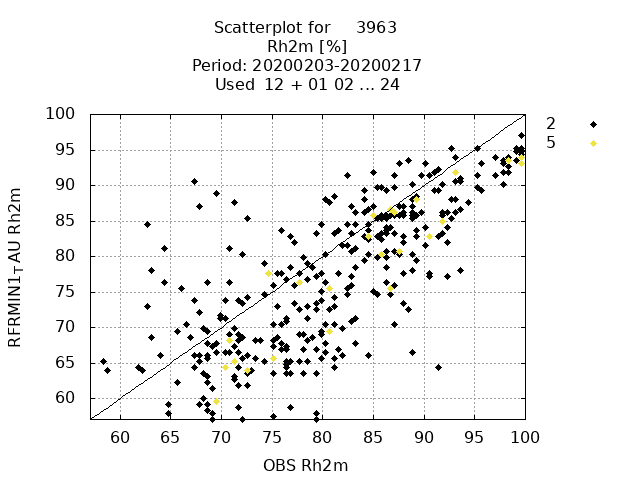 Scatterplot for 3963
Rh2m [%]
Period: 20200203-20200217
Used 12 + 01 02 ... 24
100
95
90
85
80
75
70
65
60
60 65 70 75 80 85 90 95 100
RFRMIN1T AU Rh2m
OBS Rh2m
2
5